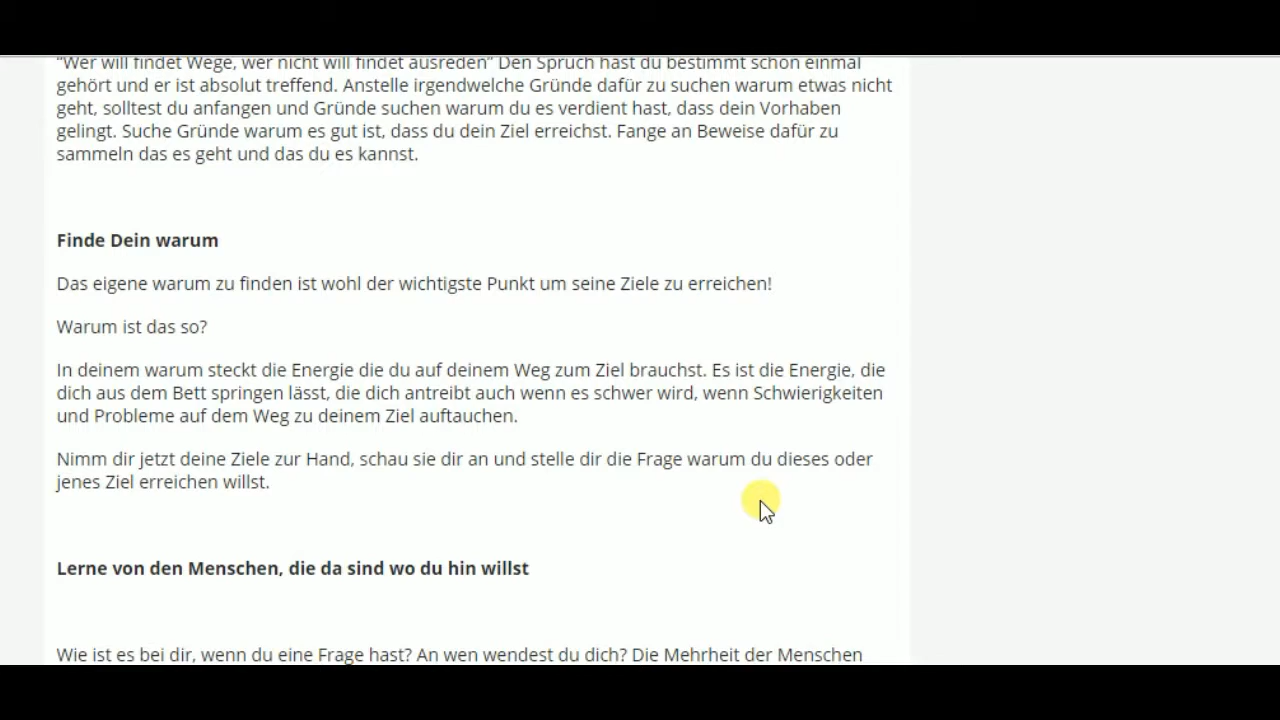 "Wer will findet Wege, wer nicht will findet ausreden" Den Spruch hast du bestimmt schon einmal
gehört und er ist absolut treffend. Anstelle irgendwelche Gründe dafür zu suchen warum etwas nicht
geht, solltest du anfangen und Gründe suchen warum du es verdient hast, dass dein Vorhaben
gelingt. Suche Gründe warum es gut ist, dass du dein Ziel erreichst. Fange an Beweise dafür zu
sammeln das es geht und das du es kannst.
Finde Dein warum
Das eigene warum zu finden ist wohl der wichtigste Punkt um seine Ziele zu erreichen!
Warum ist das so?
In deinem warum steckt die Energie die du auf deinem Weg zum Ziel brauchst. Es ist die Energie, die
dich aus dem Bett springen lässt, die dich antreibt auch wenn es schwer wird, wenn Schwierigkeiten
und Probleme auf dem Weg zu deinem Ziel auftauchen.
Nimm dir jetzt deine Ziele zur Hand, schau sie dir an und stelle dir die Frage warum du dieses oder
jenes Ziel erreichen willst.
Lerne von den Menschen, die da sind wo du hin willst
Wie ist es bei dir, wenn du eine Frage hast? An wen wendest du dich? Die Mehrheit der Menschen